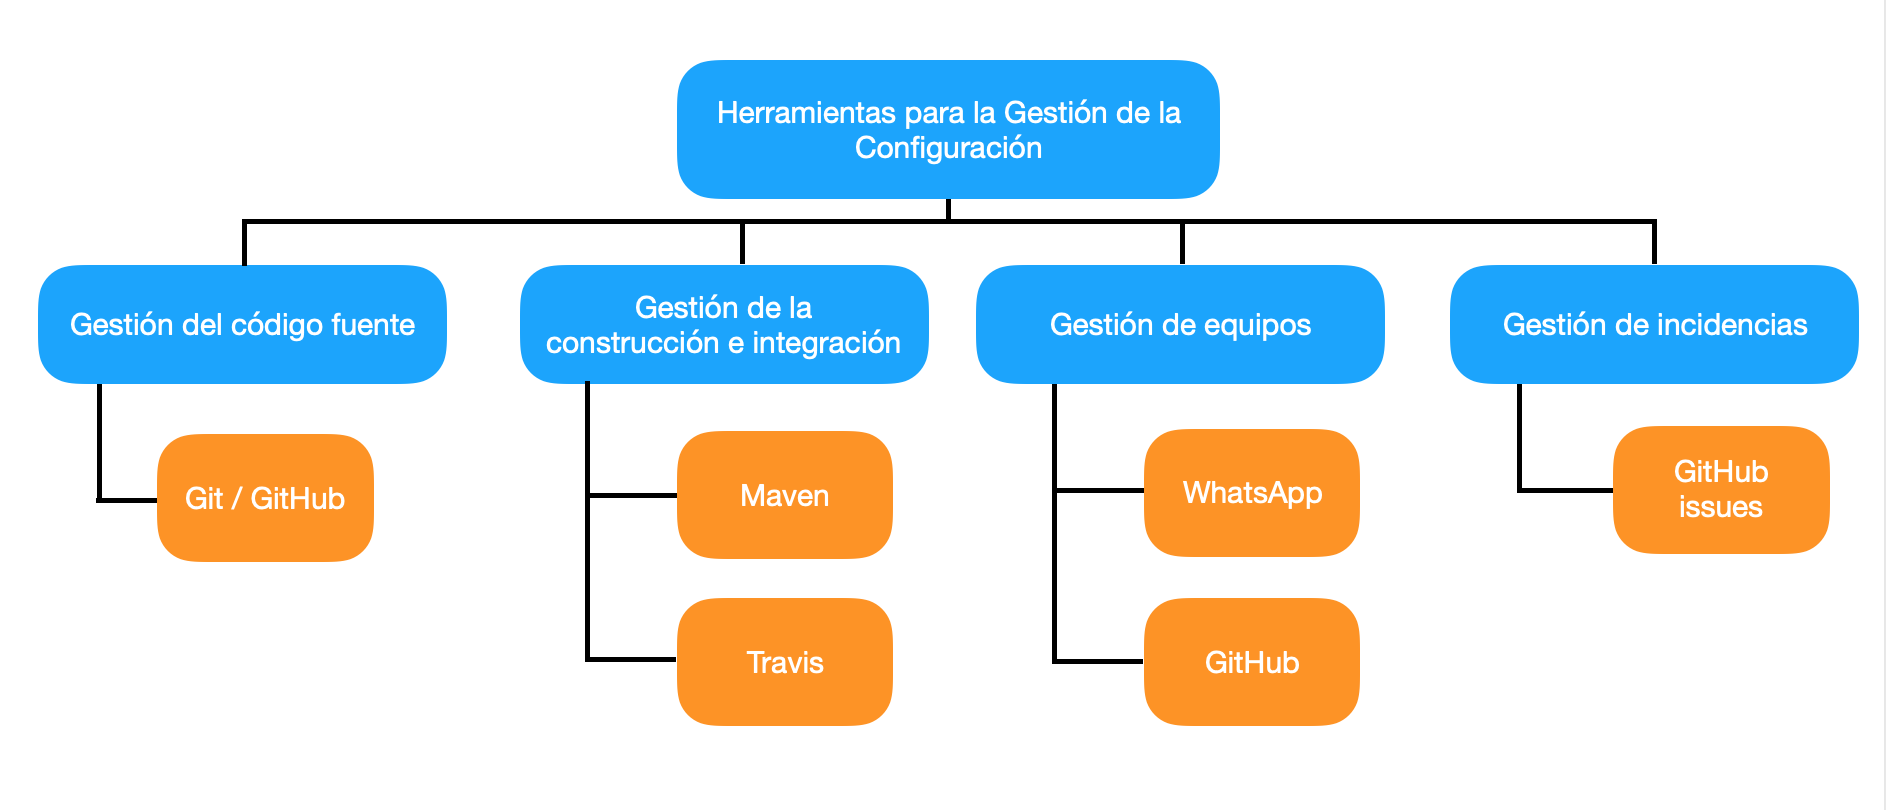 Herramientas para la Gestión de la
Configuración
Gestión del código fuente
Gestión de la
construcción e integración
Gestión de equipos
Gestión de incidencias
Git / GitHub
Maven
WhatsApp
GitHub
issues
Travis
GitHub